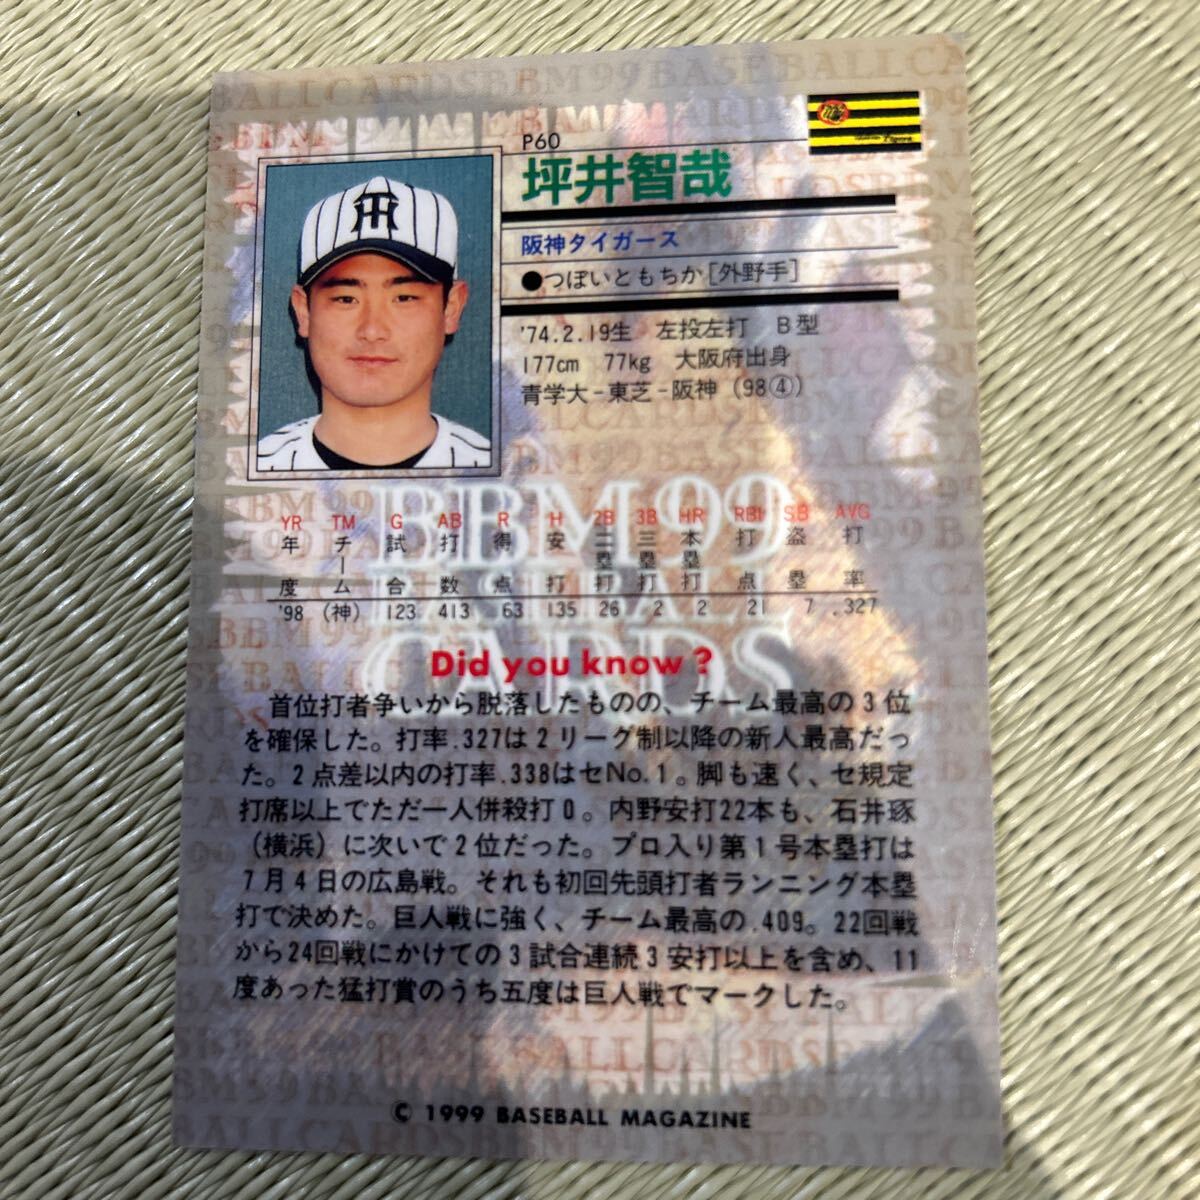 P60
坪井智哉
阪神タイガース
●つぼいともちか[外野手]
'74.2.19生 左投左打 B型
177cm 77kg 大阪府出身
青学大-東芝-阪神(98④)
BBM 99
BASEBALL
CARDS
YR TM G AB R H 2B 3B HR RBI SB AVG
年度 チーム 試合 打数 得点 安打 二塁打 三塁打 本塁打 打点 盗塁 打率
'98 (神) 123 413 63 135 26 2 2 21 7 .327
Did you know?
首位打者争いから脱落したものの、チーム最高の3位
を確保した。打率.327は2リーグ制以降の新人最高だっ
た。2点差以内の打率.338はセNo.1。脚も速く、セ規定
打席以上でただ一人併殺打0。内野安打22本も、石井琢
(横浜)に次いで2位だった。プロ入り第1号本塁打は
7月4日の広島戦。それも初回先頭打者ランニング本塁
打で決めた。巨人戦に強く、チーム最高の.409。22回戦
から24回戦にかけての3試合連続3安打以上を含め、11
度あった猛打賞のうち五度は巨人戦でマークした。
© 1999 BASEBALL MAGAZINE